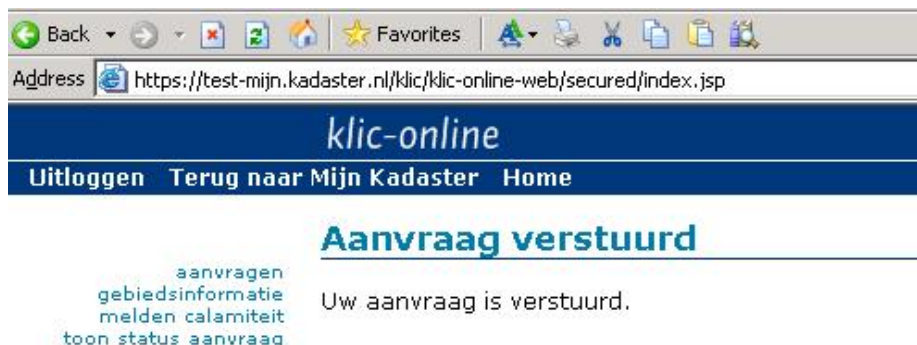 Back Favorites
Address https://test-mijn.kadaster.nl/klic/klic-online-web/secured/index.jsp
klic-online
Uitloggen Terug naar Mijn Kadaster Home
Aanvraag verstuurd
aanvragen
gebiedsinformatie
melden calamiteit
toon status aanvraag
Uw aanvraag is verstuurd.